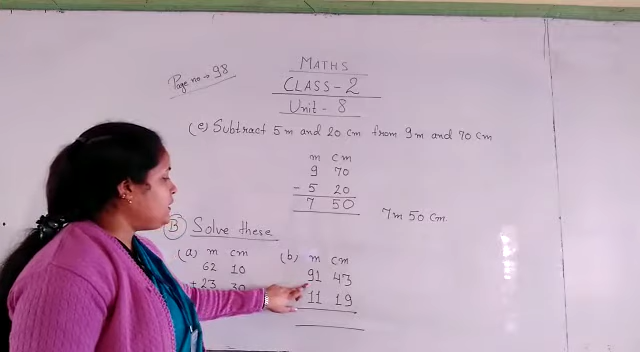 MATHS
Page no → 98
CLASS-2
Unit - 8
(e) Subtract 5m and 20 cm from 9m and 70 cm
m cm
9 70
- 5 20
7 50
7m 50 cm.
B Solve these
(a) m cm
62 10
+ 23 30
(b) m cm
91 43
11 19